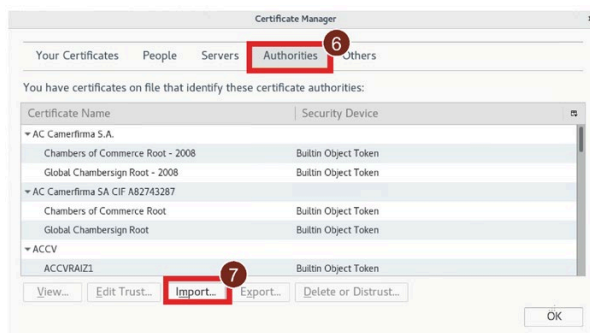 Certificate Manager
6
Your Certificates People Servers Authorities Others
You have certificates on file that identify these certificate authorities:
Certificate Name Security Device
AC Camerfirma S.A.
Chambers of Commerce Root - 2008 Builtin Object Token
Global Chambersign Root - 2008 Builtin Object Token
AC Camerfirma SA CIF A82743287
Chambers of Commerce Root Builtin Object Token
Global Chambersign Root Builtin Object Token
ACCV
ACCVRAIZ1 Builtin Object Token
7
View... Edit Trust... Import... Export... Delete or Distrust...
OK